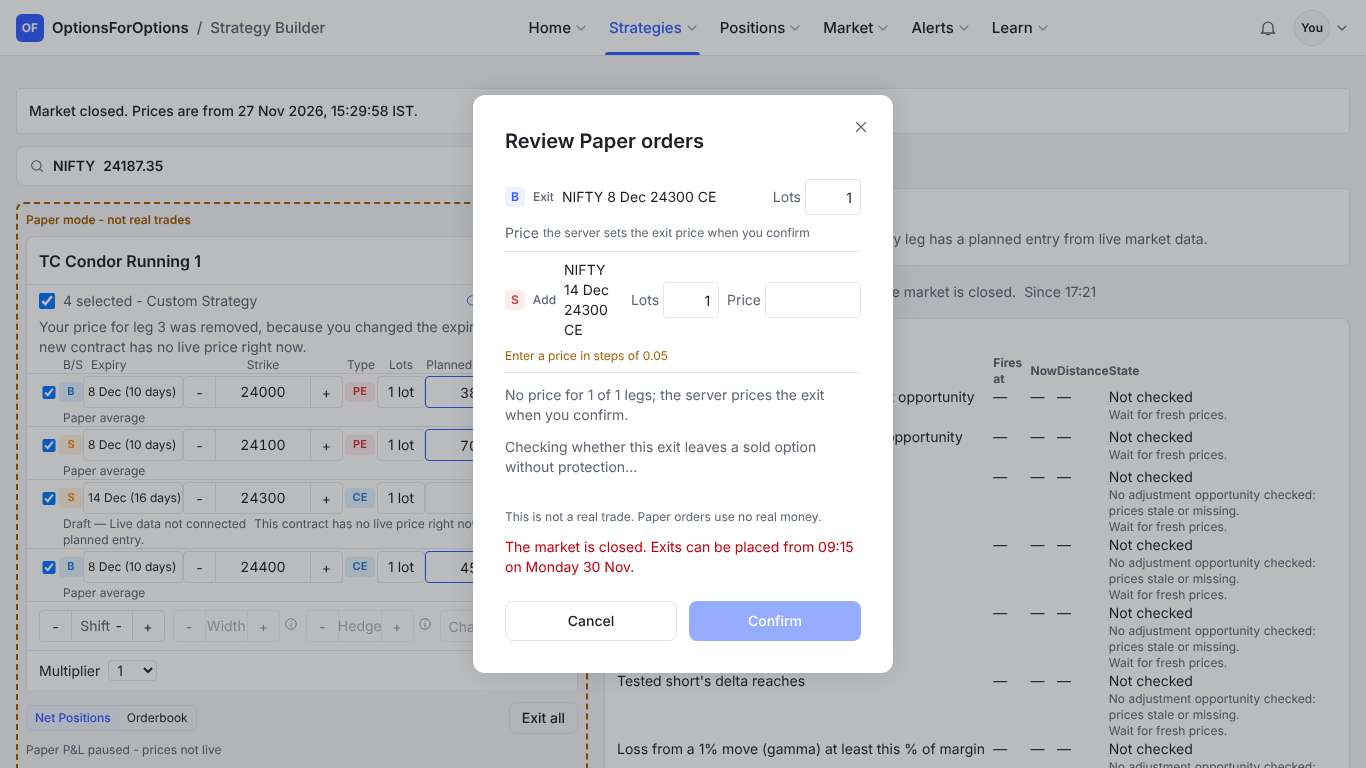 OF OptionsForOptions / Strategy Builder
Home Strategies Positions Market Alerts Learn
You
Market closed. Prices are from 27 Nov 2026, 15:29:58 IST.
NIFTY 24187.35
Paper mode - not real trades
TC Condor Running 1
4 selected - Custom Strategy
Your price for leg 3 was removed, because you changed the
new contract has no live price right now.
B/S Expiry Strike Type Lots Planned
B 8 Dec (10 days) - 24000 + PE 1 lot
Paper average
S 8 Dec (10 days) - 24100 + PE 1 lot
Paper average
S 14 Dec (16 days) - 24300 + CE 1 lot
Draft — Live data not connected This contract has no live price right
planned entry.
B 8 Dec (10 days) - 24400 + CE 1 lot
Paper average
- Shift - + - Width + - Hedge +
Multiplier 1
Net Positions Orderbook Exit all
Paper P&L paused - prices not live
Review Paper orders
B Exit NIFTY 8 Dec 24300 CE Lots 1
Price the server sets the exit price when you confirm
S Add NIFTY
14 Dec
24300
CE
Lots 1 Price
Enter a price in steps of 0.05
No price for 1 of 1 legs; the server prices the exit
when you confirm.
Checking whether this exit leaves a sold option
without protection...
This is not a real trade. Paper orders use no real money.
The market is closed. Exits can be placed from 09:15
on Monday 30 Nov.
Cancel Confirm
leg has a planned entry from live market data.
market is closed. Since 17:21
Fires
at
Now Distance State
opportunity — — — Not checked
Wait for fresh prices.
opportunity — — — Not checked
Wait for fresh prices.
— — — Not checked
No adjustment opportunity checked:
prices stale or missing.
Wait for fresh prices.
— — — Not checked
No adjustment opportunity checked:
prices stale or missing.
Wait for fresh prices.
— — — Not checked
No adjustment opportunity checked:
prices stale or missing.
Wait for fresh prices.
Tested short's delta reaches — — — Not checked
No adjustment opportunity checked:
prices stale or missing.
Wait for fresh prices.
Loss from a 1% move (gamma) at least this % of margin — — — Not checked